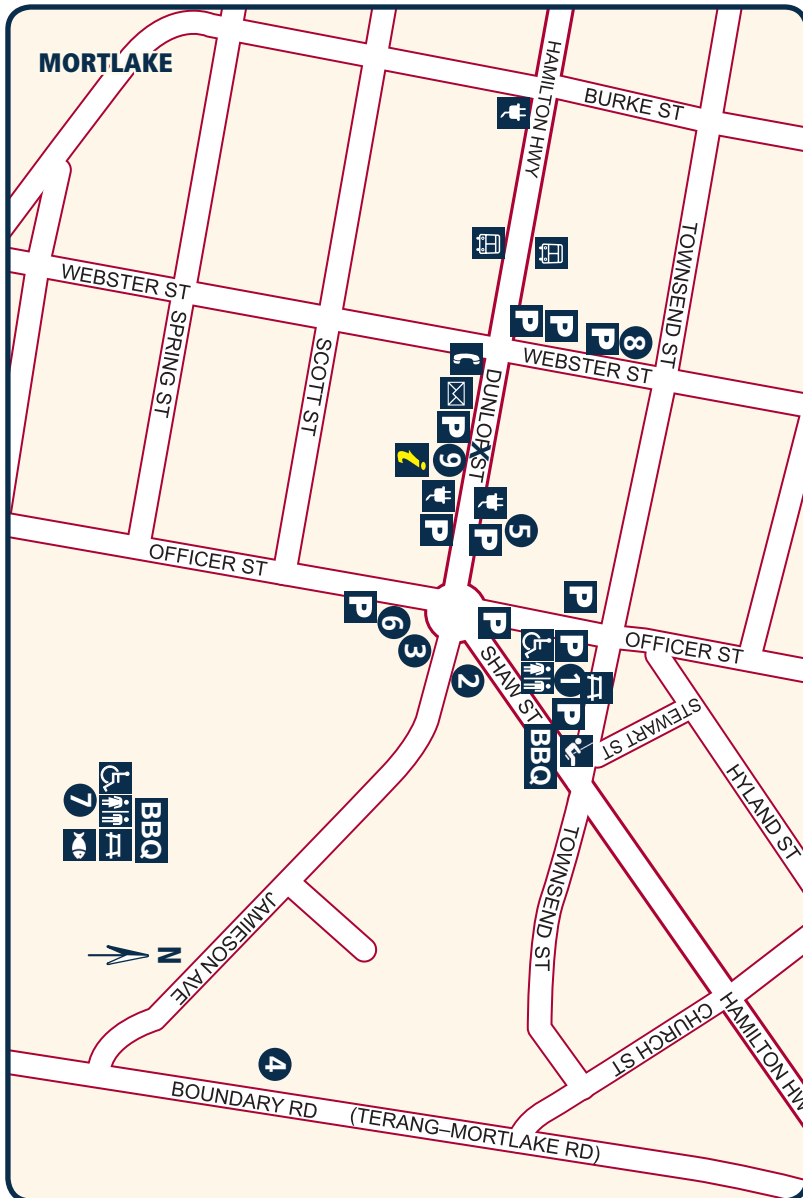 MORTLAKE
HAMILTON HWY
BURKE ST
TOWNSEND ST
WEBSTER ST
SPRING ST
SCOTT ST
P
P
P
8
WEBSTER ST
DUNLOP ST
X
P
9
i
P
P
5
OFFICER ST
P
6
3
P
P
2
SHAW ST
P
1
P
BBQ
OFFICER ST
STEWART ST
HYLAND ST
7
BBQ
TOWNSEND ST
JAMIESON AVE
N
CHURCH ST
HAMILTON HW
4
BOUNDARY RD (TERANG–MORTLAKE RD)